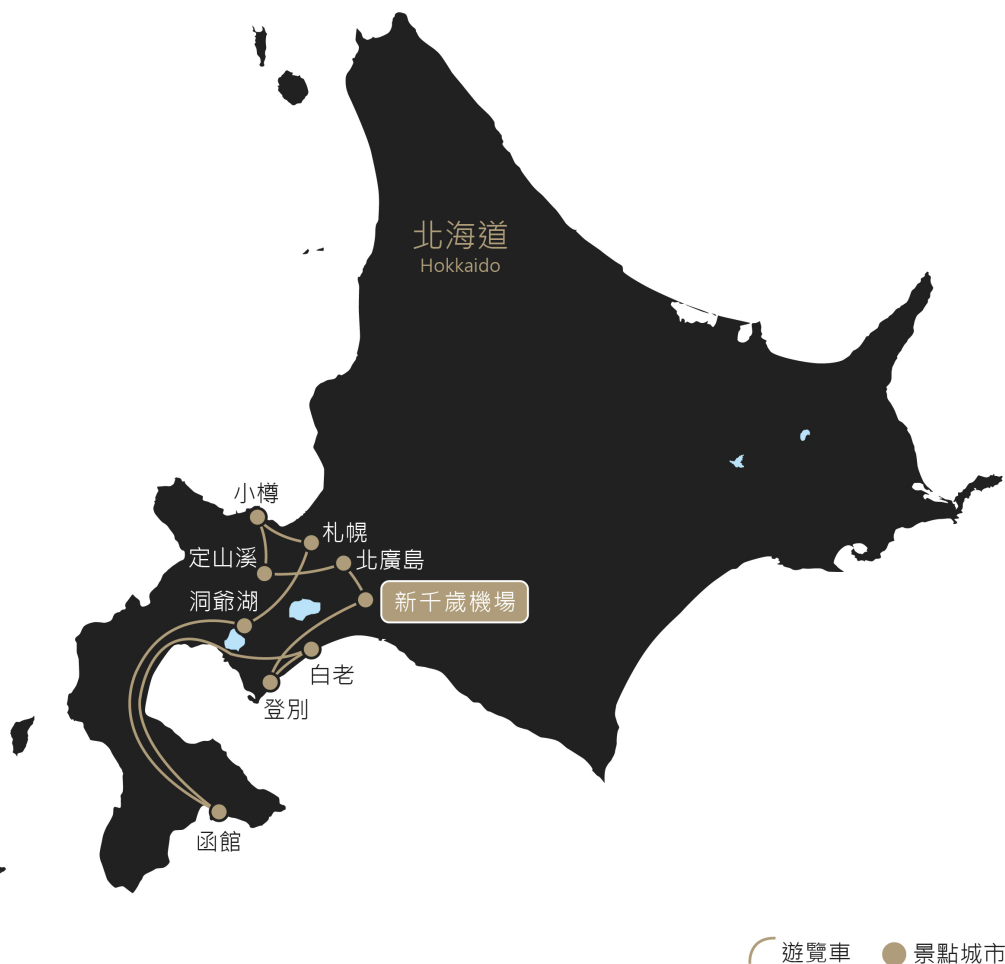 北海道
Hokkaido
小樽
札幌
定山溪
北廣島
洞爺湖
新千歲機場
白老
登別
函館
遊覽車
景點城市